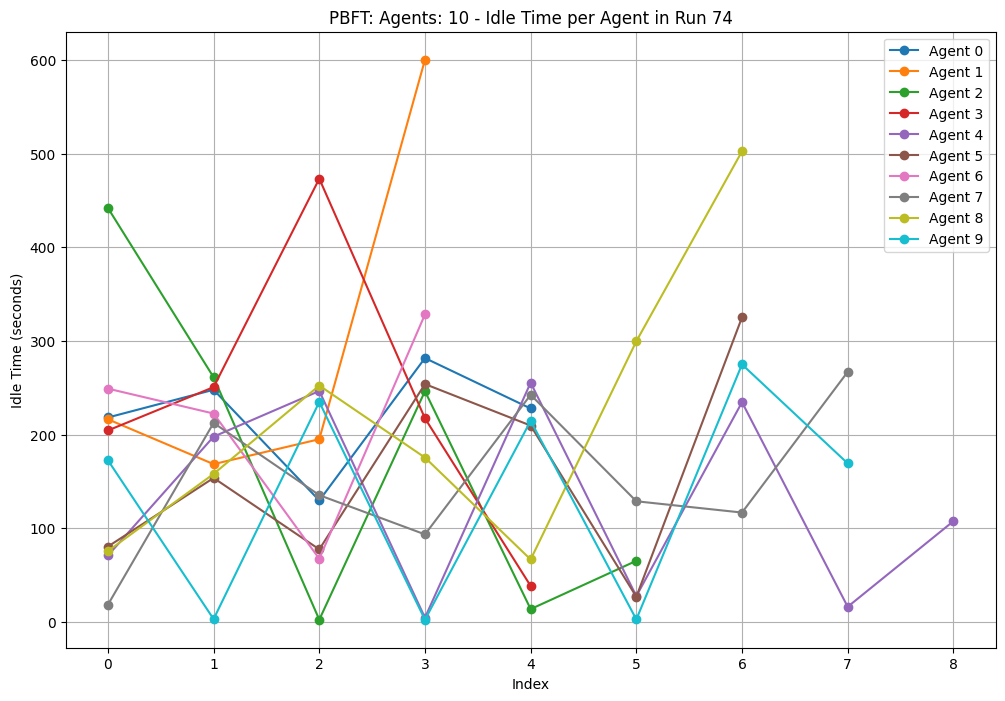 PBFT: Agents: 10 - Idle Time per Agent in Run 74
Agent 0
Agent 1
Agent 2
Agent 3
Agent 4
Agent 5
Agent 6
Agent 7
Agent 8
Agent 9
Idle Time (seconds)
600
500
400
300
200
100
0
0 1 2 3 4 5 6 7 8
Index